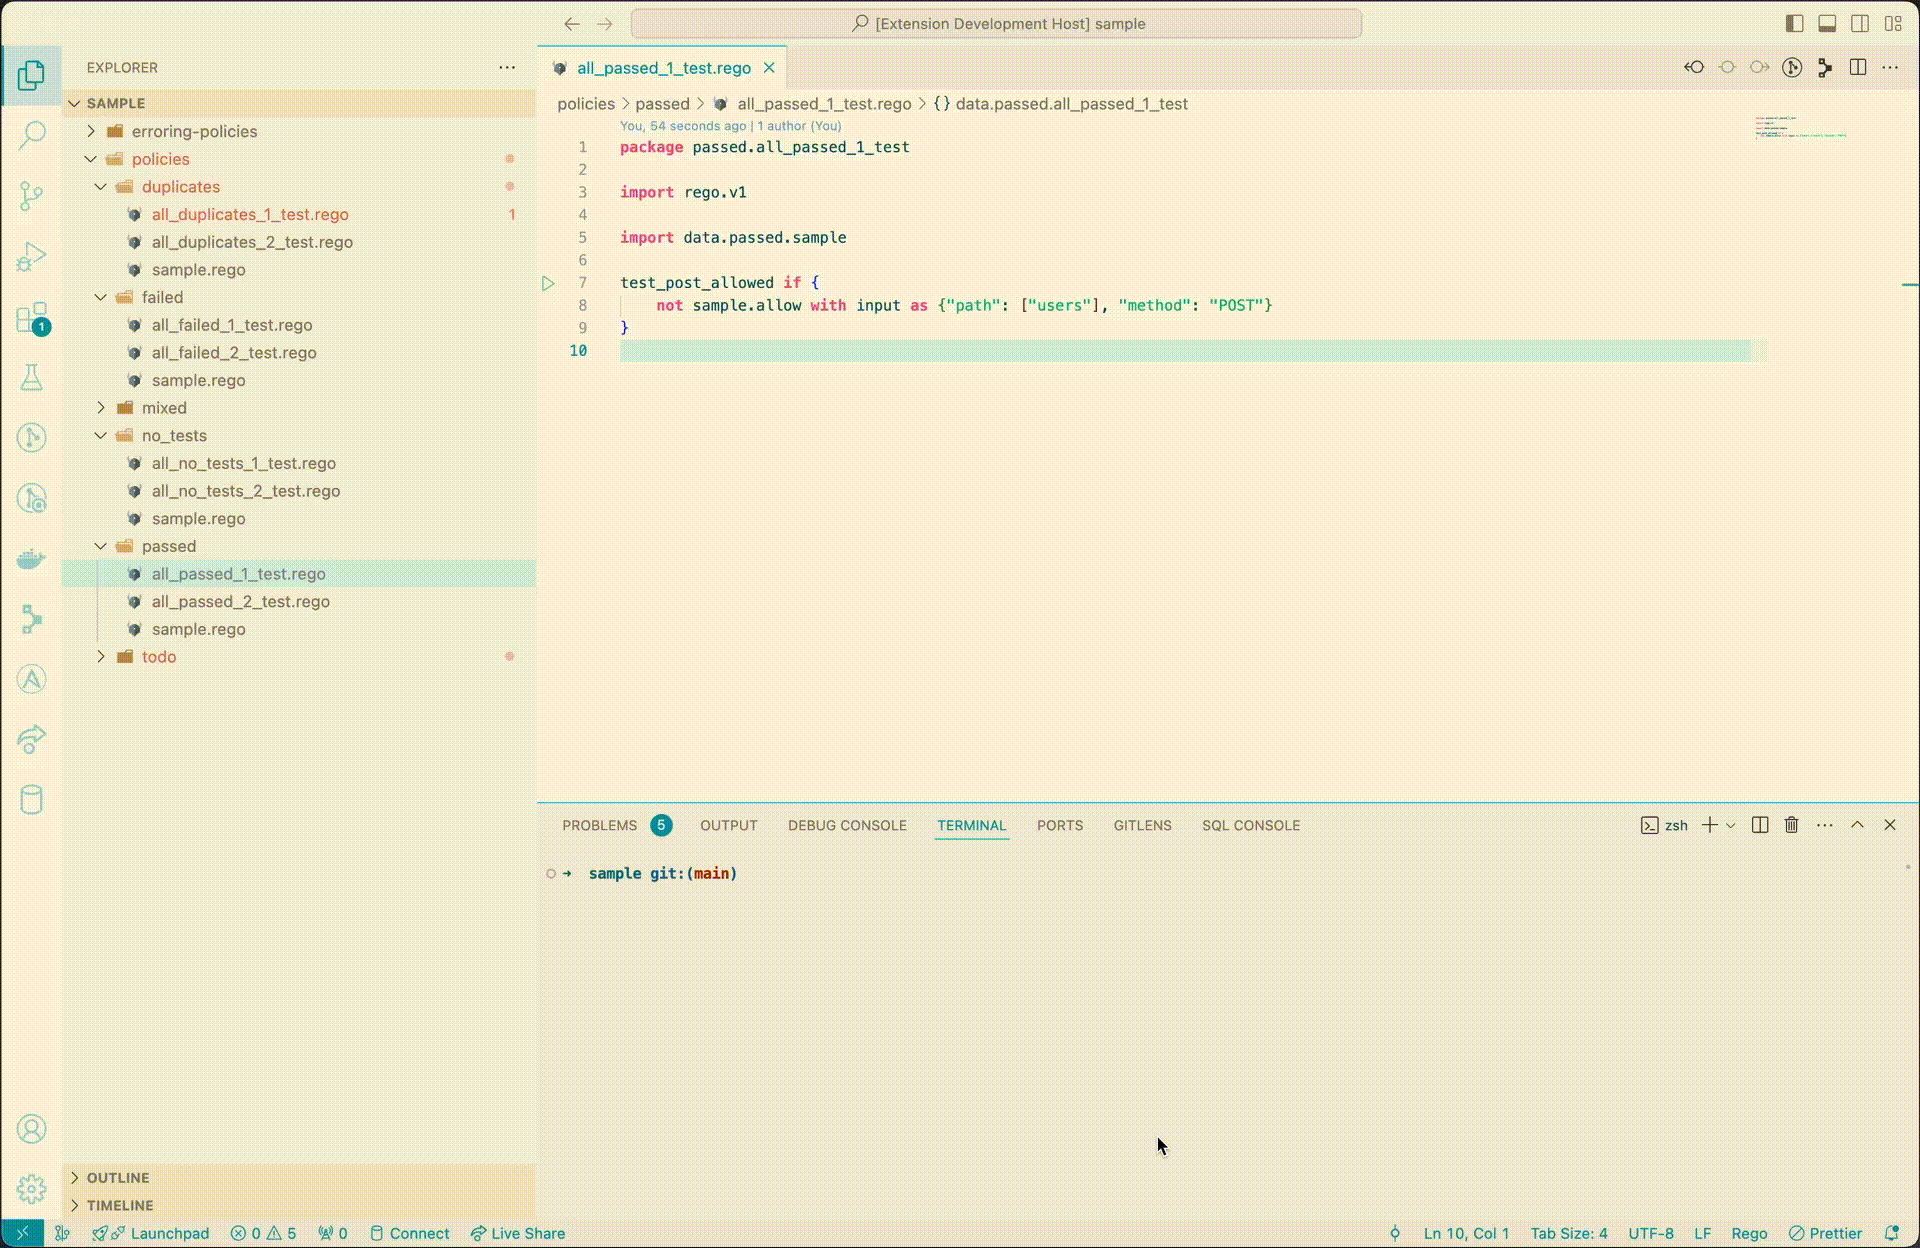 [Extension Development Host] sample
EXPLORER
SAMPLE
erroring-policies
policies
duplicates
all_duplicates_1_test.rego 1
all_duplicates_2_test.rego
sample.rego
failed
all_failed_1_test.rego
all_failed_2_test.rego
sample.rego
mixed
no_tests
all_no_tests_1_test.rego
all_no_tests_2_test.rego
sample.rego
passed
all_passed_1_test.rego
all_passed_2_test.rego
sample.rego
todo
OUTLINE
TIMELINE
1
all_passed_1_test.rego
policies > passed > all_passed_1_test.rego > {} data.passed.all_passed_1_test
You, 54 seconds ago | 1 author (You)
1 package passed.all_passed_1_test
2
3 import rego.v1
4
5 import data.passed.sample
6
7 test_post_allowed if {
8 not sample.allow with input as {"path": ["users"], "method": "POST"}
9 }
10
PROBLEMS 5 OUTPUT DEBUG CONSOLE TERMINAL PORTS GITLENS SQL CONSOLE zsh
➜ sample git:(main)
Launchpad 0 5 0 Connect Live Share Ln 10, Col 1 Tab Size: 4 UTF-8 LF Rego Prettier